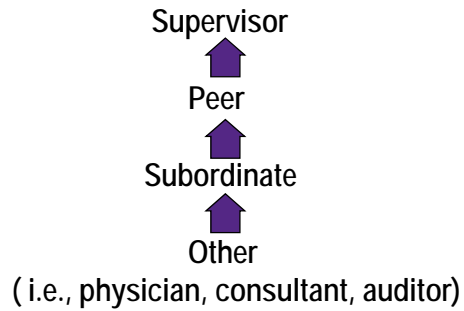 Supervisor
Peer
Subordinate
Other
( i.e., physician, consultant, auditor)